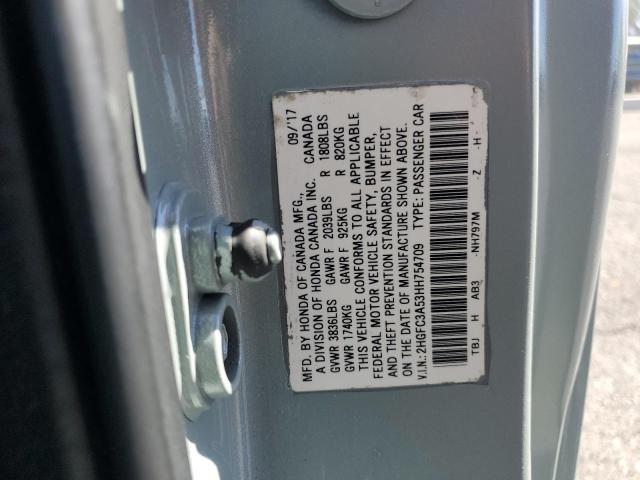 MFD. BY HONDA OF CANADA MFG., 09/'17
A DIVISION OF HONDA CANADA INC. CANADA
GVWR 3836LBS GAWR F 2039LBS R 1808LBS
GVWR 1740KG GAWR F 925KG R 820KG
THIS VEHICLE CONFORMS TO ALL APPLICABLE
FEDERAL MOTOR VEHICLE SAFETY, BUMPER,
AND THEFT PREVENTION STANDARDS IN EFFECT
ON THE DATE OF MANUFACTURE SHOWN ABOVE.
V.I.N.: 2HGFC3A53HH754709 TYPE: PASSENGER CAR
TBJ H AB3 -NH797M -Z -H-